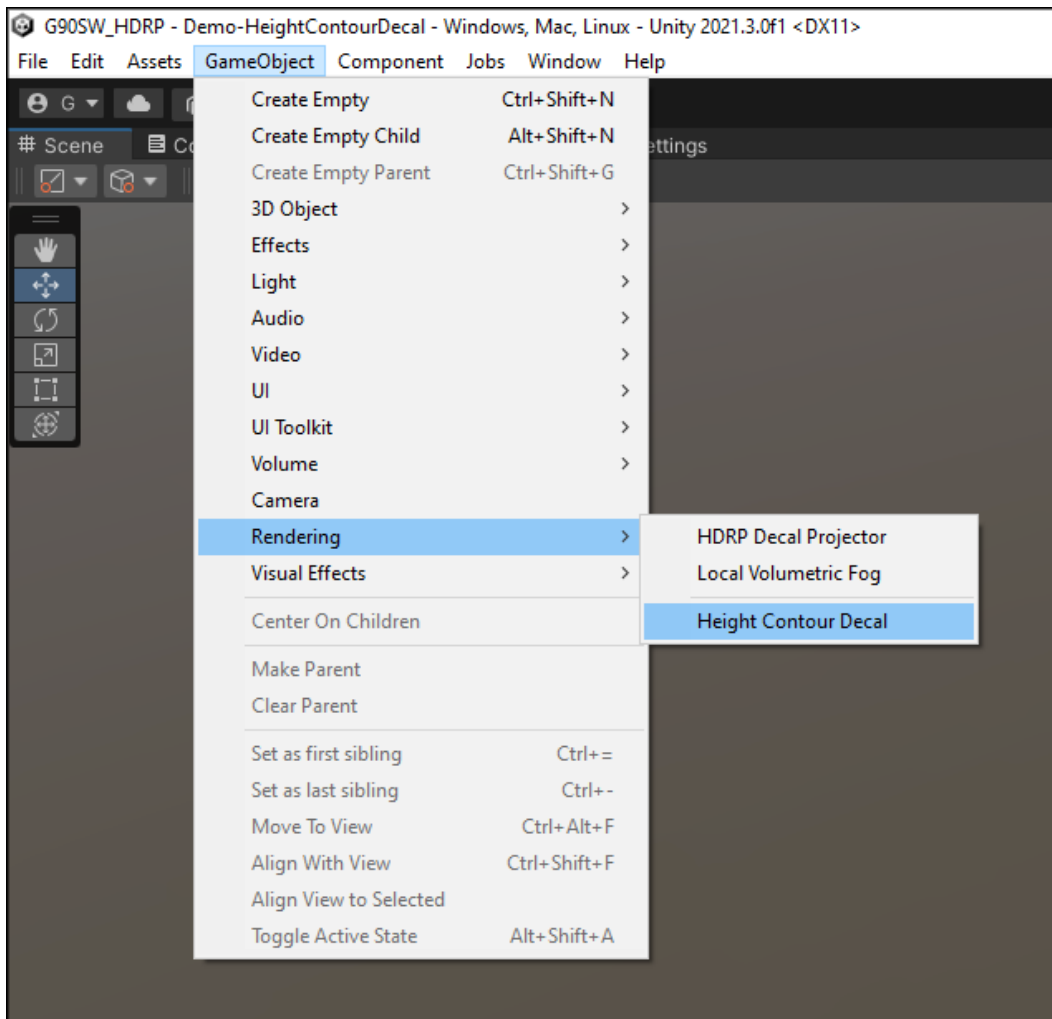 G90SW_HDRP - Demo-HeightContourDecal - Windows, Mac, Linux - Unity 2021.3.0f1 <DX11>
File Edit Assets GameObject Component Jobs Window Help
G
Scene
Create Empty Ctrl+Shift+N
Create Empty Child Alt+Shift+N
Create Empty Parent Ctrl+Shift+G
3D Object
Effects
Light
Audio
Video
UI
UI Toolkit
Volume
Camera
Rendering
HDRP Decal Projector
Visual Effects
Local Volumetric Fog
Center On Children
Height Contour Decal
Make Parent
Clear Parent
Set as first sibling Ctrl+=
Set as last sibling Ctrl+-
Move To View Ctrl+Alt+F
Align With View Ctrl+Shift+F
Align View to Selected
Toggle Active State Alt+Shift+A